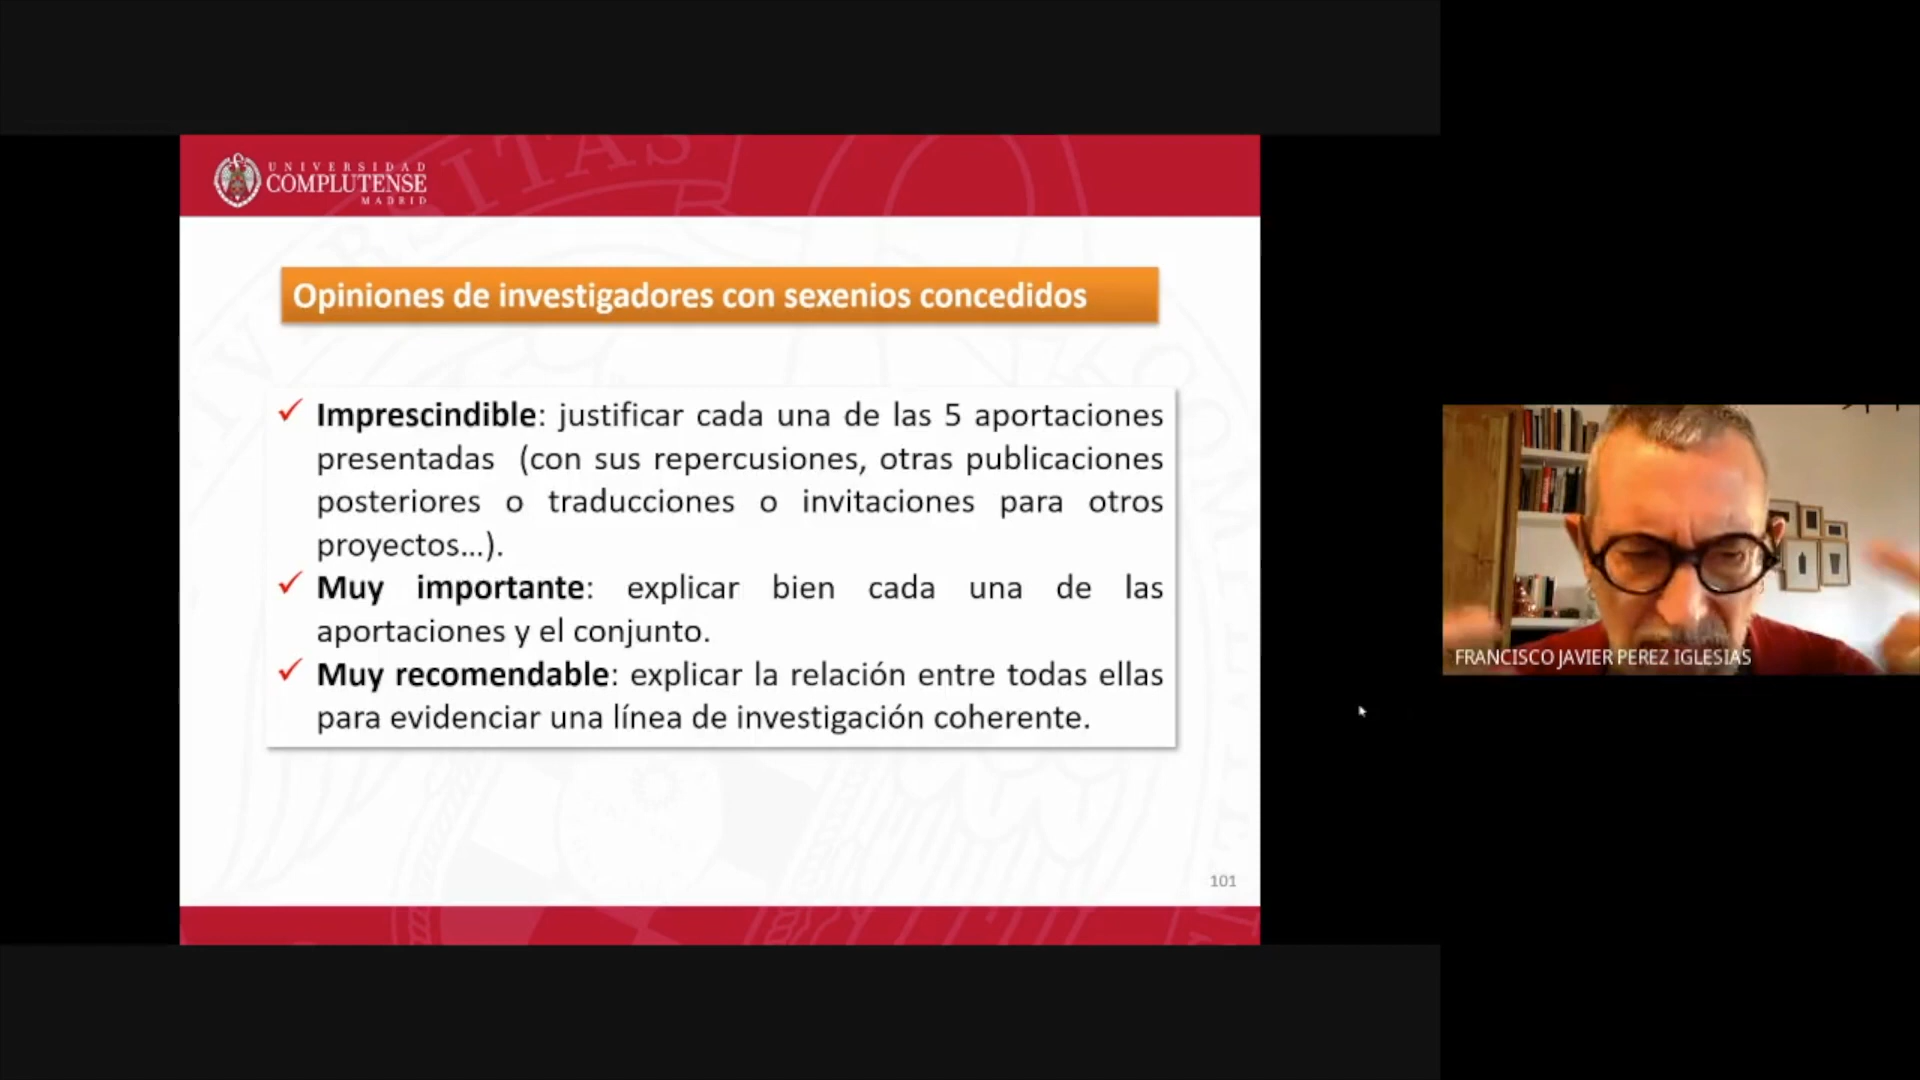 UNIVERSIDAD
COMPLUTENSE
MADRID
Opiniones de investigadores con sexenios concedidos
✓ Imprescindible: justificar cada una de las 5 aportaciones
presentadas (con sus repercusiones, otras publicaciones
posteriores o traducciones o invitaciones para otros
proyectos...).
✓ Muy importante: explicar bien cada una de las
aportaciones y el conjunto.
✓ Muy recomendable: explicar la relación entre todas ellas
para evidenciar una línea de investigación coherente.
101
FRANCISCO JAVIER PEREZ IGLESIAS